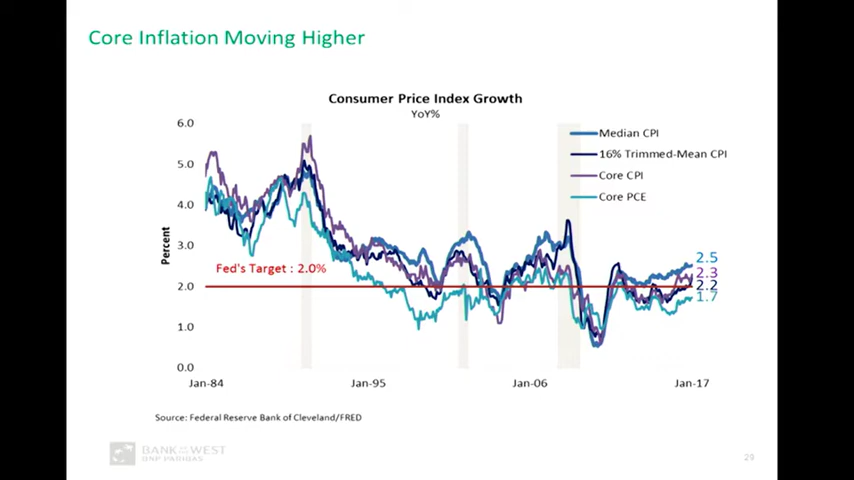 Core Inflation Moving Higher
Consumer Price Index Growth
YoY%
6.0
5.0
4.0
3.0
2.0
1.0
0.0
Percent
Median CPI
16% Trimmed-Mean CPI
Core CPI
Core PCE
Fed's Target : 2.0%
2.5
2.3
2.2
1.7
Jan-84
Jan-95
Jan-06
Jan-17
Source: Federal Reserve Bank of Cleveland/FRED
BANK OF THE WEST
BNP PARIBAS
29